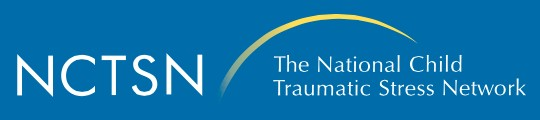 NCTSN
The National Child
Traumatic Stress Network